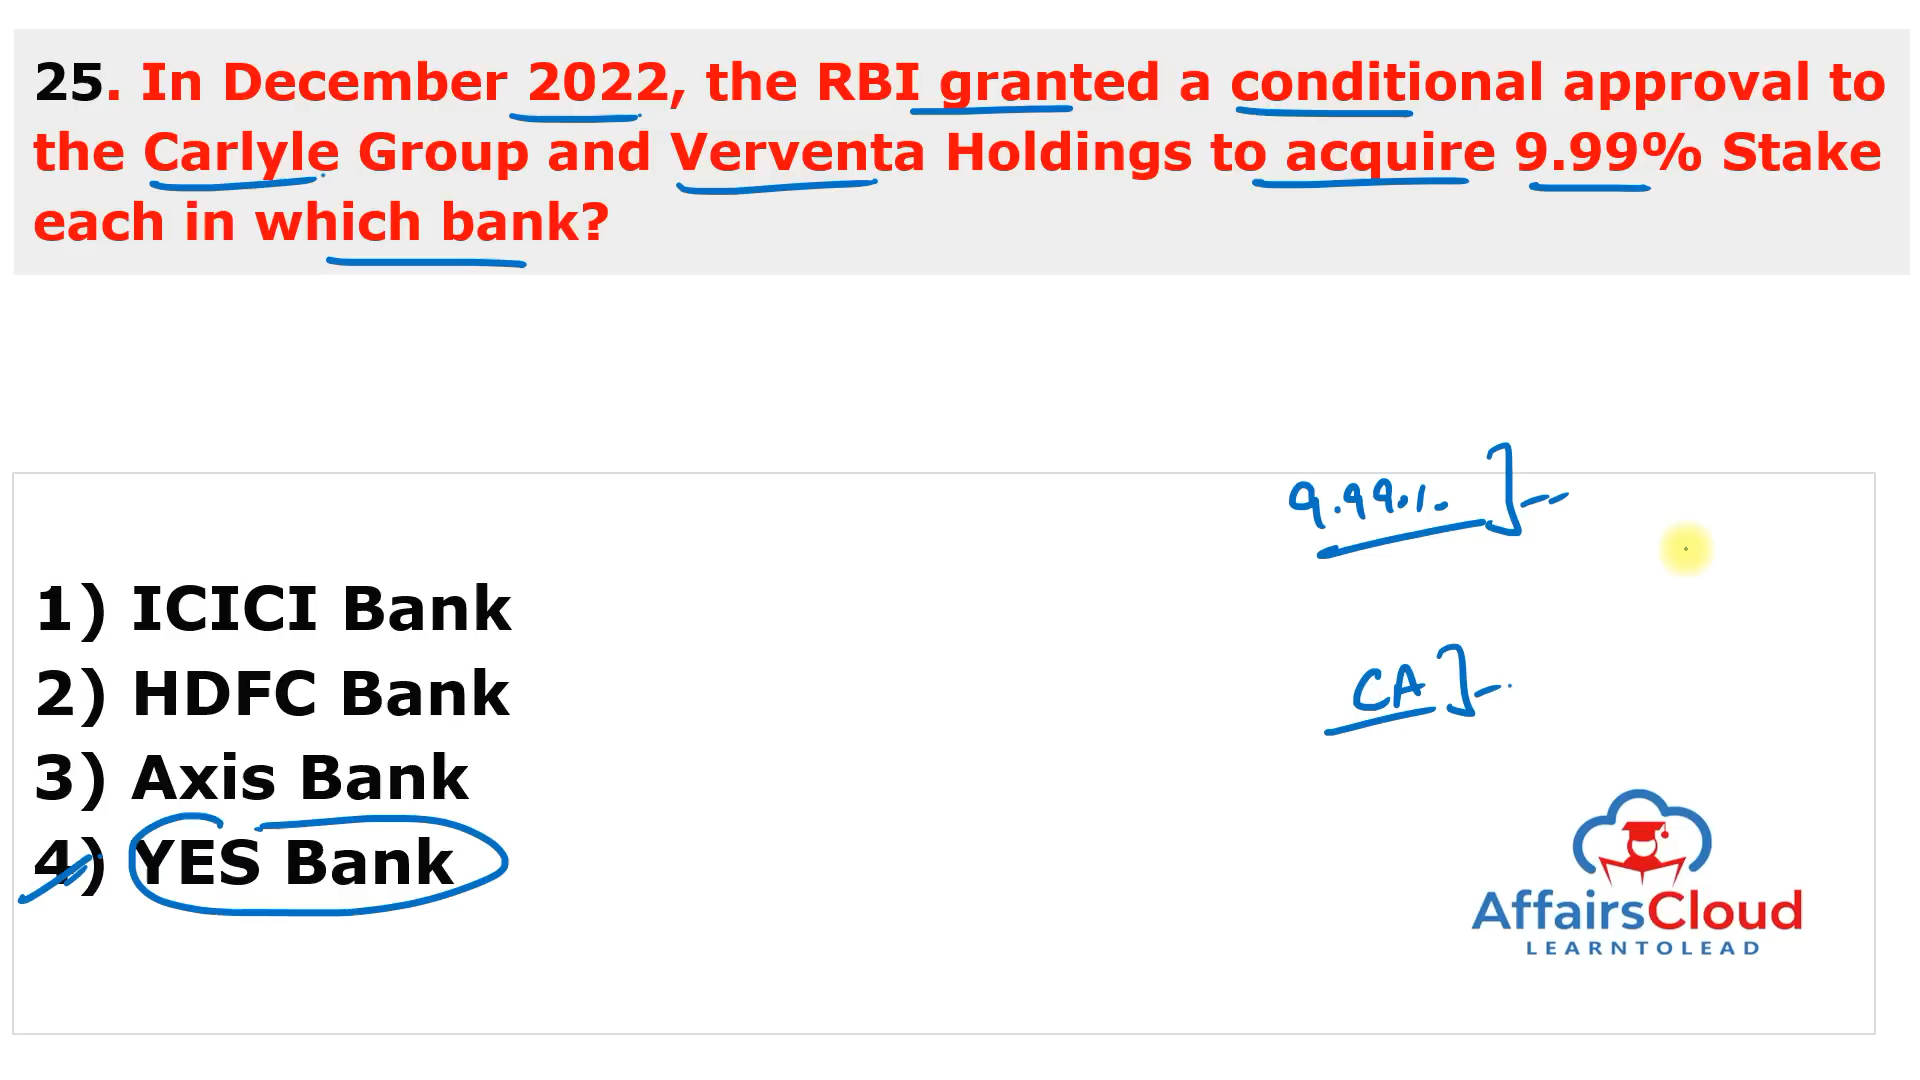 25. In December 2022, the RBI granted a conditional approval to
the Carlyle Group and Verventa Holdings to acquire 9.99% Stake
each in which bank?
9.99%
1) ICICI Bank
2) HDFC Bank
CA
3) Axis Bank
4) YES Bank
AffairsCloud
LEARNTOLEAD